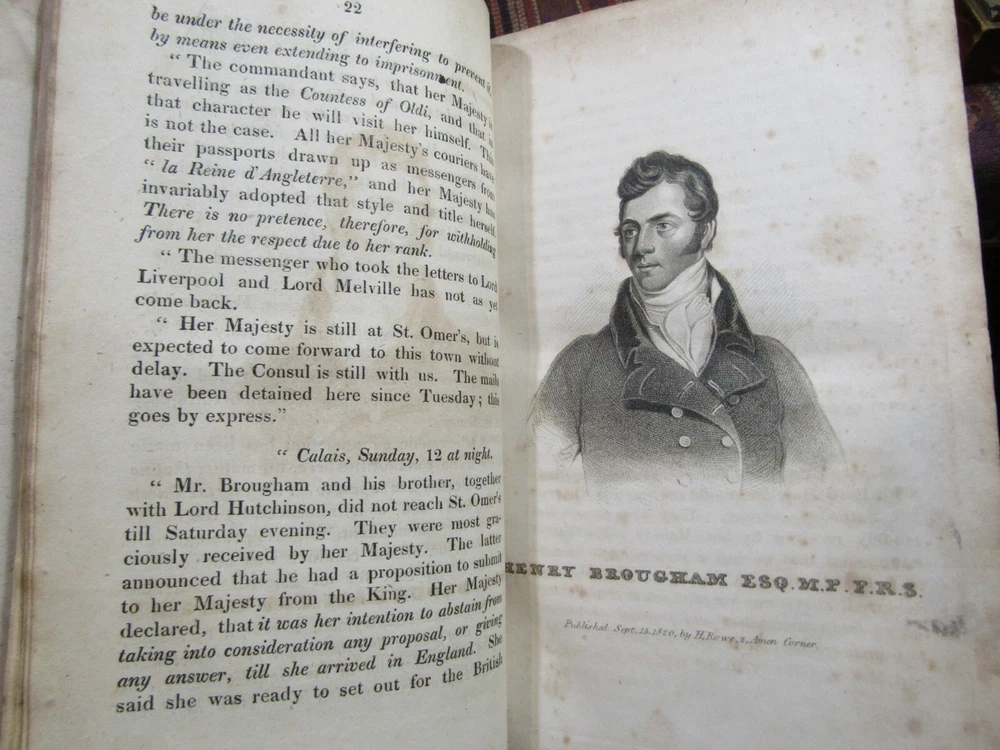 22
be under the necessity of interfering to prevent it,
by means even extending to imprisonment.
“ The commandant says, that her Majesty is
travelling as the Countess of Oldi, and that in
that character he will visit her himself. This
is not the case. All her Majesty's couriers have
their passports drawn up as messengers from
“ la Reine d'Angleterre,” and her Majesty has
invariably adopted that style and title herself.
There is no pretence, therefore, for withholding
from her the respect due to her rank.
“ The messenger who took the letters to Lord
Liverpool and Lord Melville has not as yet
come back.
“ Her Majesty is still at St. Omer's, but is
expected to come forward to this town without
delay. The Consul is still with us. The mails
have been detained here since Tuesday; this
goes by express.”
“ Calais, Sunday, 12 at night.
“ Mr. Brougham and his brother, together
with Lord Hutchinson, did not reach St. Omer's
till Saturday evening. They were most gra-
ciously received by her Majesty. The latter
announced that he had a proposition to submit
to her Majesty from the King. Her Majesty
declared, that it was her intention to abstain from
taking into consideration any proposal, or giving
any answer, till she arrived in England. She
said she was ready to set out for the British
HENRY BROUGHAM ESQ. M.P. F.R.S.
Published Sept. 15. 1820, by H. Rowe, 2, Amen Corner.